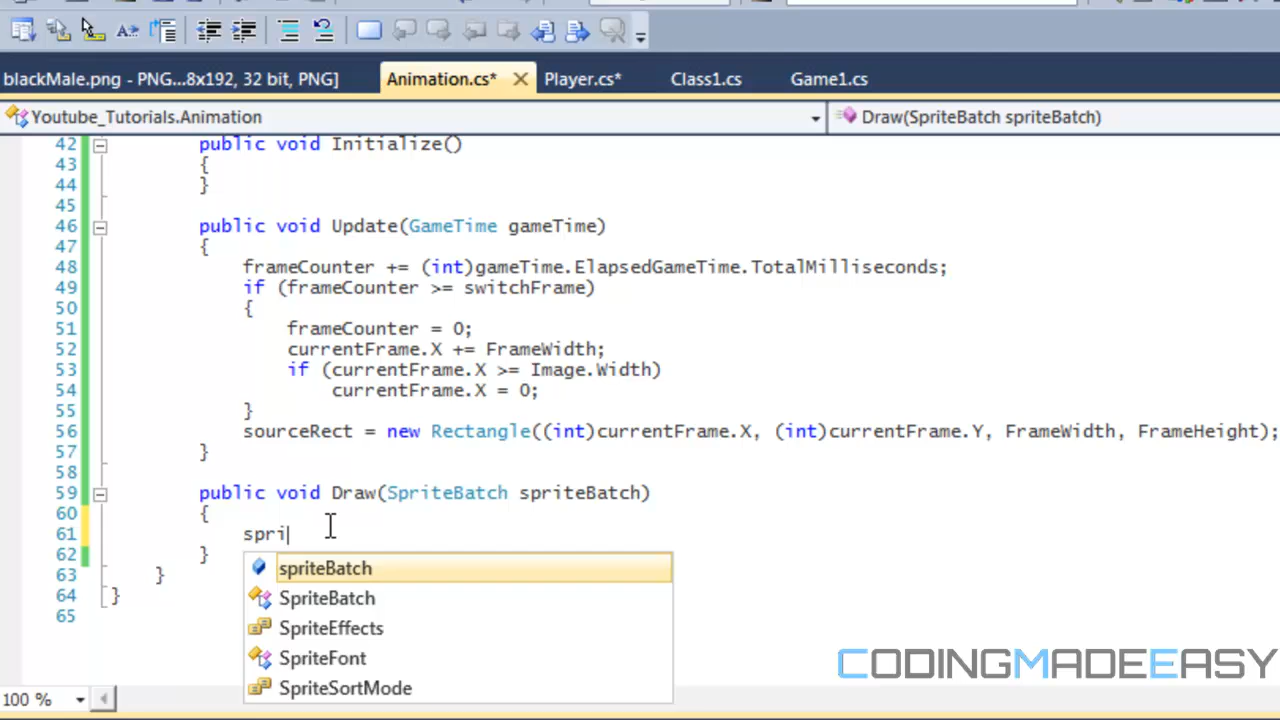 blackMale.png - PNG...8x192, 32 bit, PNG]
Animation.cs*
Player.cs*
Class1.cs
Game1.cs
Youtube_Tutorials.Animation
Draw(SpriteBatch spriteBatch)
42 public void Initialize()
43 {
44 }
45
46 public void Update(GameTime gameTime)
47 {
48 frameCounter += (int)gameTime.ElapsedGameTime.TotalMilliseconds;
49 if (frameCounter >= switchFrame)
50 {
51 frameCounter = 0;
52 currentFrame.X += FrameWidth;
53 if (currentFrame.X >= Image.Width)
54 currentFrame.X = 0;
55 }
56 sourceRect = new Rectangle((int)currentFrame.X, (int)currentFrame.Y, FrameWidth, FrameHeight);
57 }
58
59 public void Draw(SpriteBatch spriteBatch)
60 {
61 spri
62 }
63 }
64 }
65
spriteBatch
SpriteBatch
SpriteEffects
SpriteFont
SpriteSortMode
CODINGMADEEASY
100 %